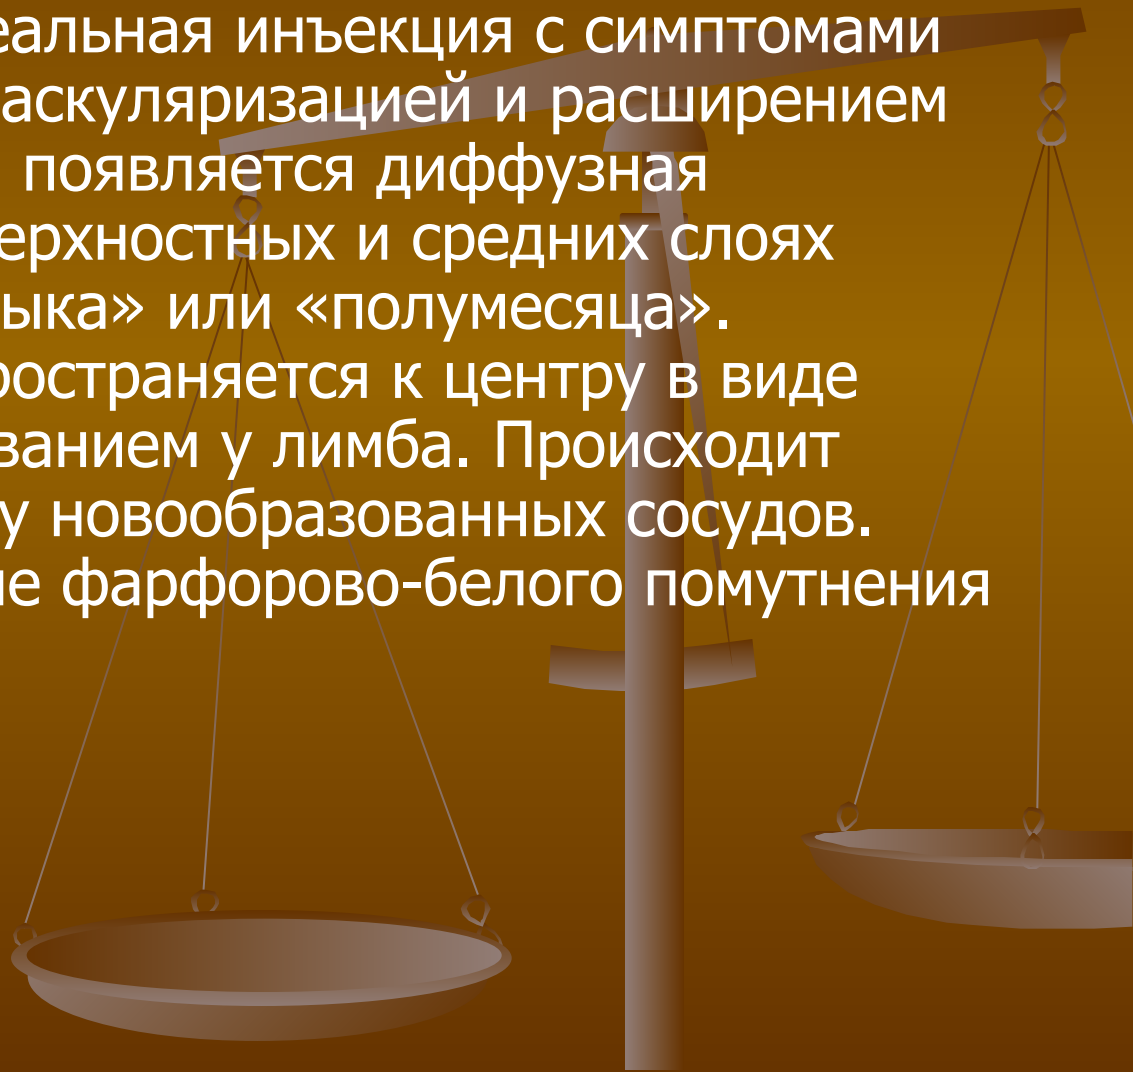 еальная инъекция с симптомами
аскуляризацией и расширением
появляется диффузная
ерхностных и средних слоях
ыка» или «полумесяца».
ространяется к центру в виде
ванием у лимба. Происходит
у новообразованных сосудов.
ие фарфорово-белого помутнения